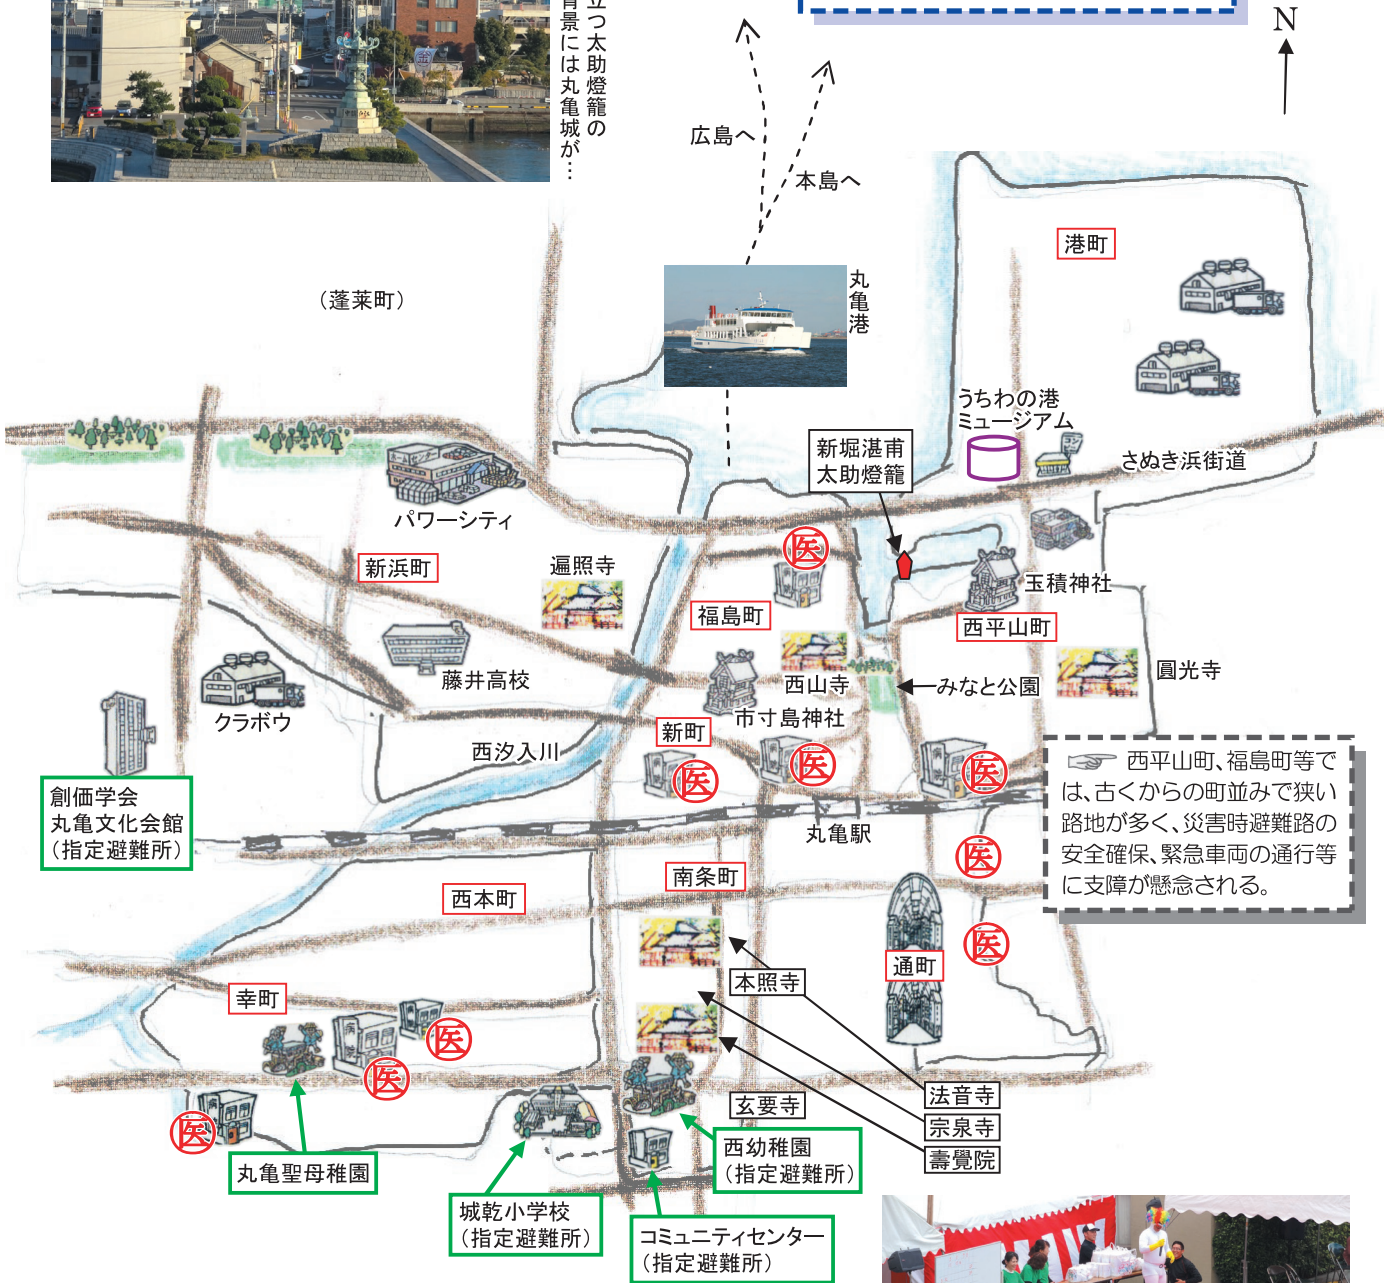 立つ太助燈籠の
背景には丸亀城が…
N
広島へ
本島へ
港町
丸亀港
(蓬莱町)
うちわの港
ミュージアム
新堀湛甫
太助燈籠
さぬき浜街道
ホームセンター
パワーシティ
医
新浜町
遍照寺
玉積神社
福島町
西平山町
西山寺
圓光寺
藤井高校
みなと公園
クラボウ
市寸島神社
新町
西汐入川
医
医
医
☞ 西平山町、福島町等で
は、古くからの町並みで狭い
路地が多く、災害時避難路の
安全確保、緊急車両の通行等
に支障が懸念される。
創価学会
丸亀文化会館
(指定避難所)
丸亀駅
医
南条町
西本町
医
通町
本照寺
幸町
医
医
法音寺
玄要寺
宗泉寺
医
壽覺院
西幼稚園
(指定避難所)
丸亀聖母稚園
城乾小学校
(指定避難所)
コミュニティセンター
(指定避難所)